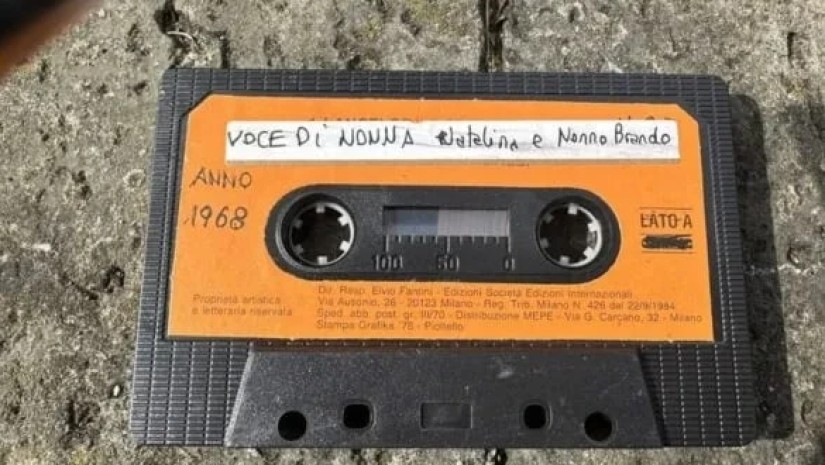 VOCE Di NONNA Natalina e Nonno Brando
ANNO
1968
LATO A
100 50 0
Proprietà artistica
e letteraria riservata
Dir. Resp. Elvio Fantini - Edizioni Società Edizioni Internazionali
Via Ausonio, 26 - 20123 Milano - Reg. Trib. Milano N. 426 del 22/9/1984
Sped. abb. post. gr. III/70 - Distribuzione MEPE - Via G. Carcano, 32 - Milano
Stampa Grafika '78 - Pioltello